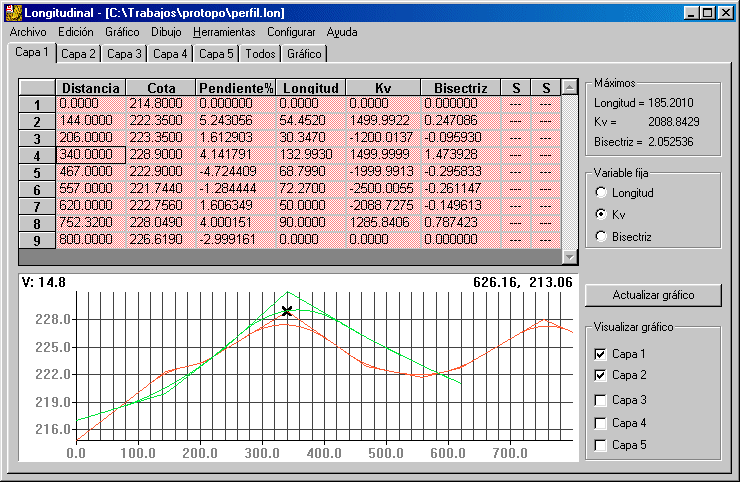 Longitudinal - [C:\Trabajos\protopo\perfil.lon]
Archivo Edición Gráfico Dibujo Herramientas Configurar Ayuda
Capa 1 Capa 2 Capa 3 Capa 4 Capa 5 Todos Gráfico
Distancia Cota Pendiente% Longitud Kv Bisectriz S S
1 0.0000 214.8000 0.000000 0.0000 0.0000 0.000000 --- ---
2 144.0000 222.3500 5.243056 54.4520 1499.9922 0.247086 --- ---
3 206.0000 223.3500 1.612903 30.3470 -1200.0137 -0.095930 --- ---
4 340.0000 228.9000 4.141791 132.9930 1499.9999 1.473928 --- ---
5 467.0000 222.9000 -4.724409 68.7990 -1999.9913 -0.295833 --- ---
6 557.0000 221.7440 -1.284444 72.2700 -2500.0055 -0.261147 --- ---
7 620.0000 222.7560 1.606349 50.0000 -2088.7275 -0.149613 --- ---
8 752.3200 228.0490 4.000151 90.0000 1285.8406 0.787423 --- ---
9 800.0000 226.6190 -2.999161 0.0000 0.0000 0.000000 --- ---
Máximos
Longitud = 185.2010
Kv = 2088.8429
Bisectriz = 2.052536
Variable fija
Longitud
Kv
Bisectriz
Actualizar gráfico
Visualizar gráfico
Capa 1
Capa 2
Capa 3
Capa 4
Capa 5
V: 14.8 626.16, 213.06
228.0
225.0
222.0
219.0
216.0
0.0 100.0 200.0 300.0 400.0 500.0 600.0 700.0